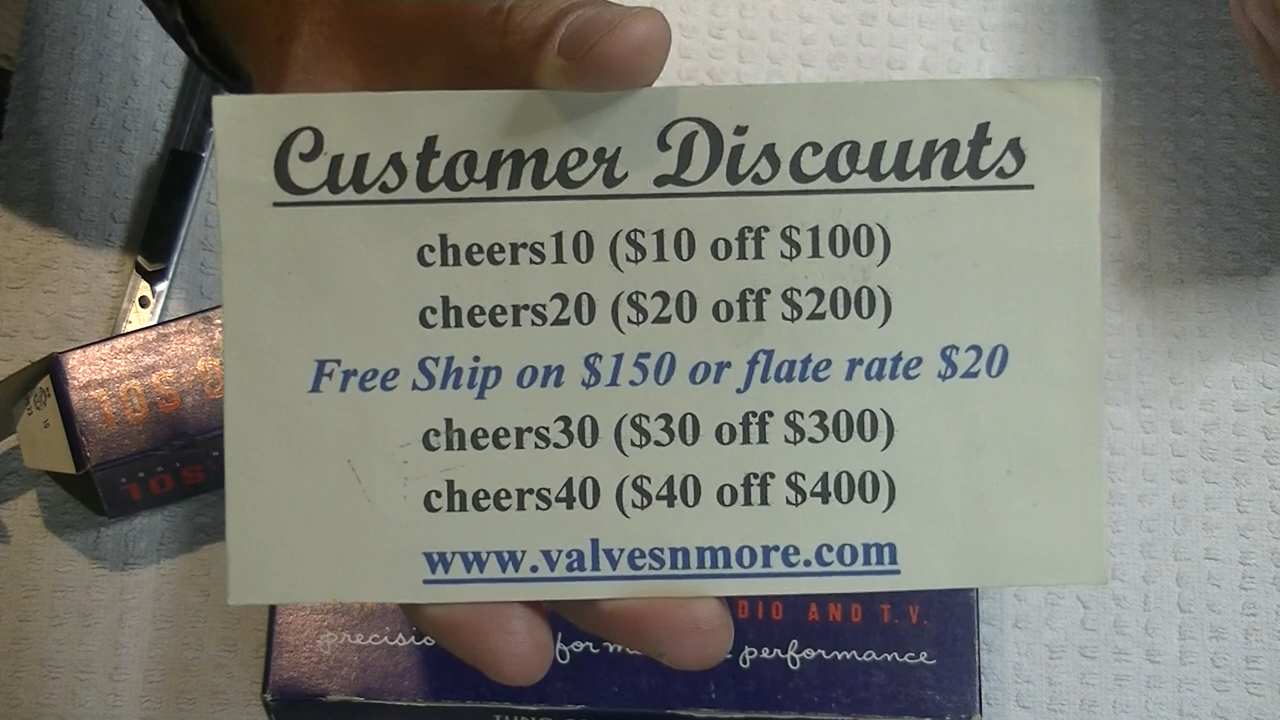 Customer Discounts
cheers10 ($10 off $100)
cheers20 ($20 off $200)
Free Ship on $150 or flate rate $20
cheers30 ($30 off $300)
cheers40 ($40 off $400)
www.valvesnmore.com
AND T.V.
performance